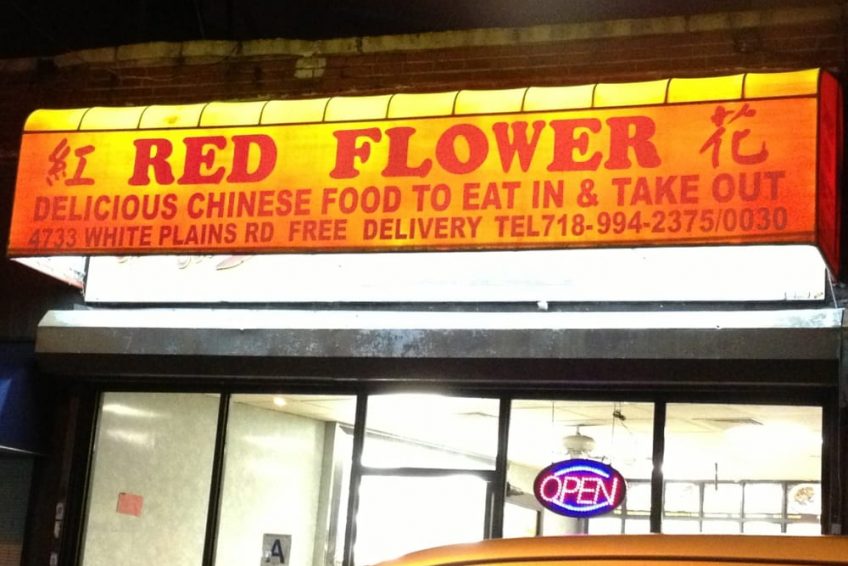 紅 RED FLOWER 花
DELICIOUS CHINESE FOOD TO EAT IN & TAKE OUT
4733 WHITE PLAINS RD FREE DELIVERY TEL718-994-2375/0030
OPEN
A